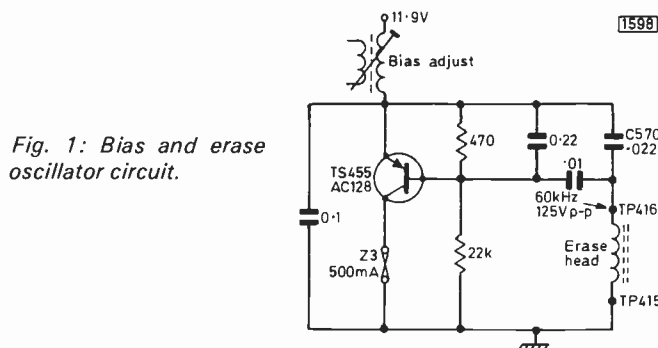 11·9V
1598
Bias adjust
Fig. 1: Bias and erase
oscillator circuit.
470
0·22
C570
·022
TS455
AC128
·01
60kHz
125V p-p
TP416
0·1
Z3
500mA
22k
Erase
head
TP415